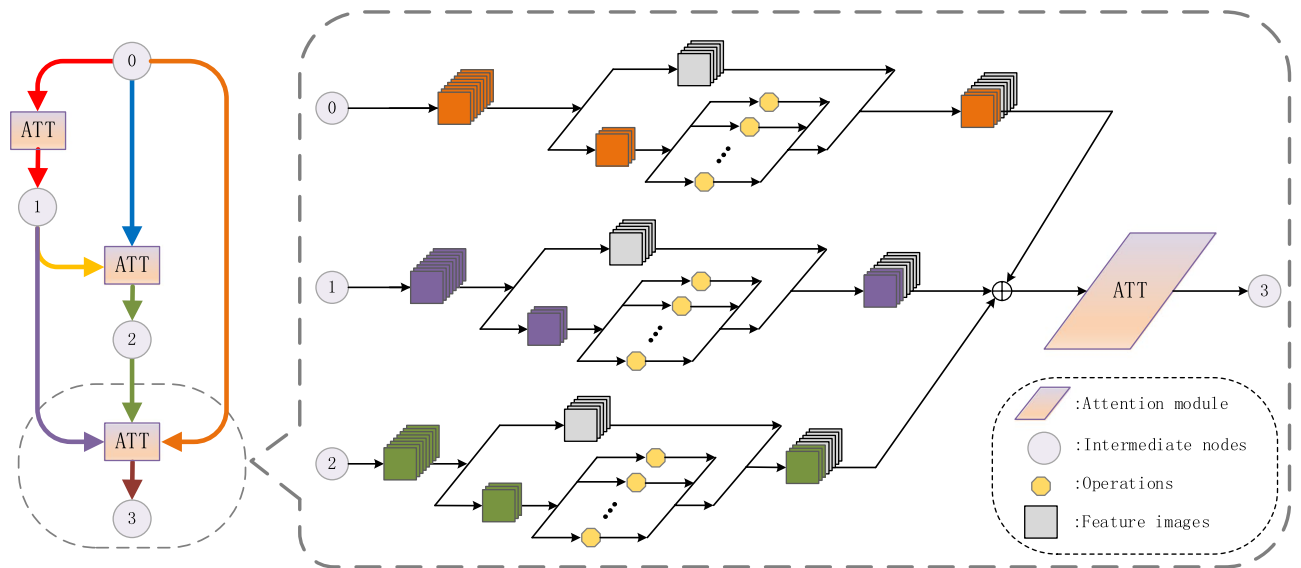 0
ATT
1
ATT
2
ATT
3
0
1
2
ATT
3
:Attention module
:Intermediate nodes
:Operations
:Feature images